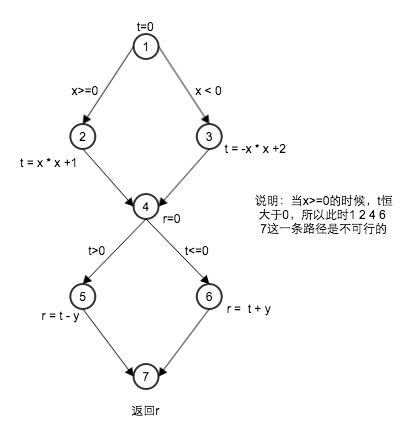 t=0
1
x>=0
x < 0
2
3
t = x * x +1
t = -x * x +2
说明：当x>=0的时候，t恒
大于0，所以此时1 2 4 6
7这一条路径是不可行的
4
r=0
t>0
t<=0
5
6
r = t - y
r = t + y
7
返回r